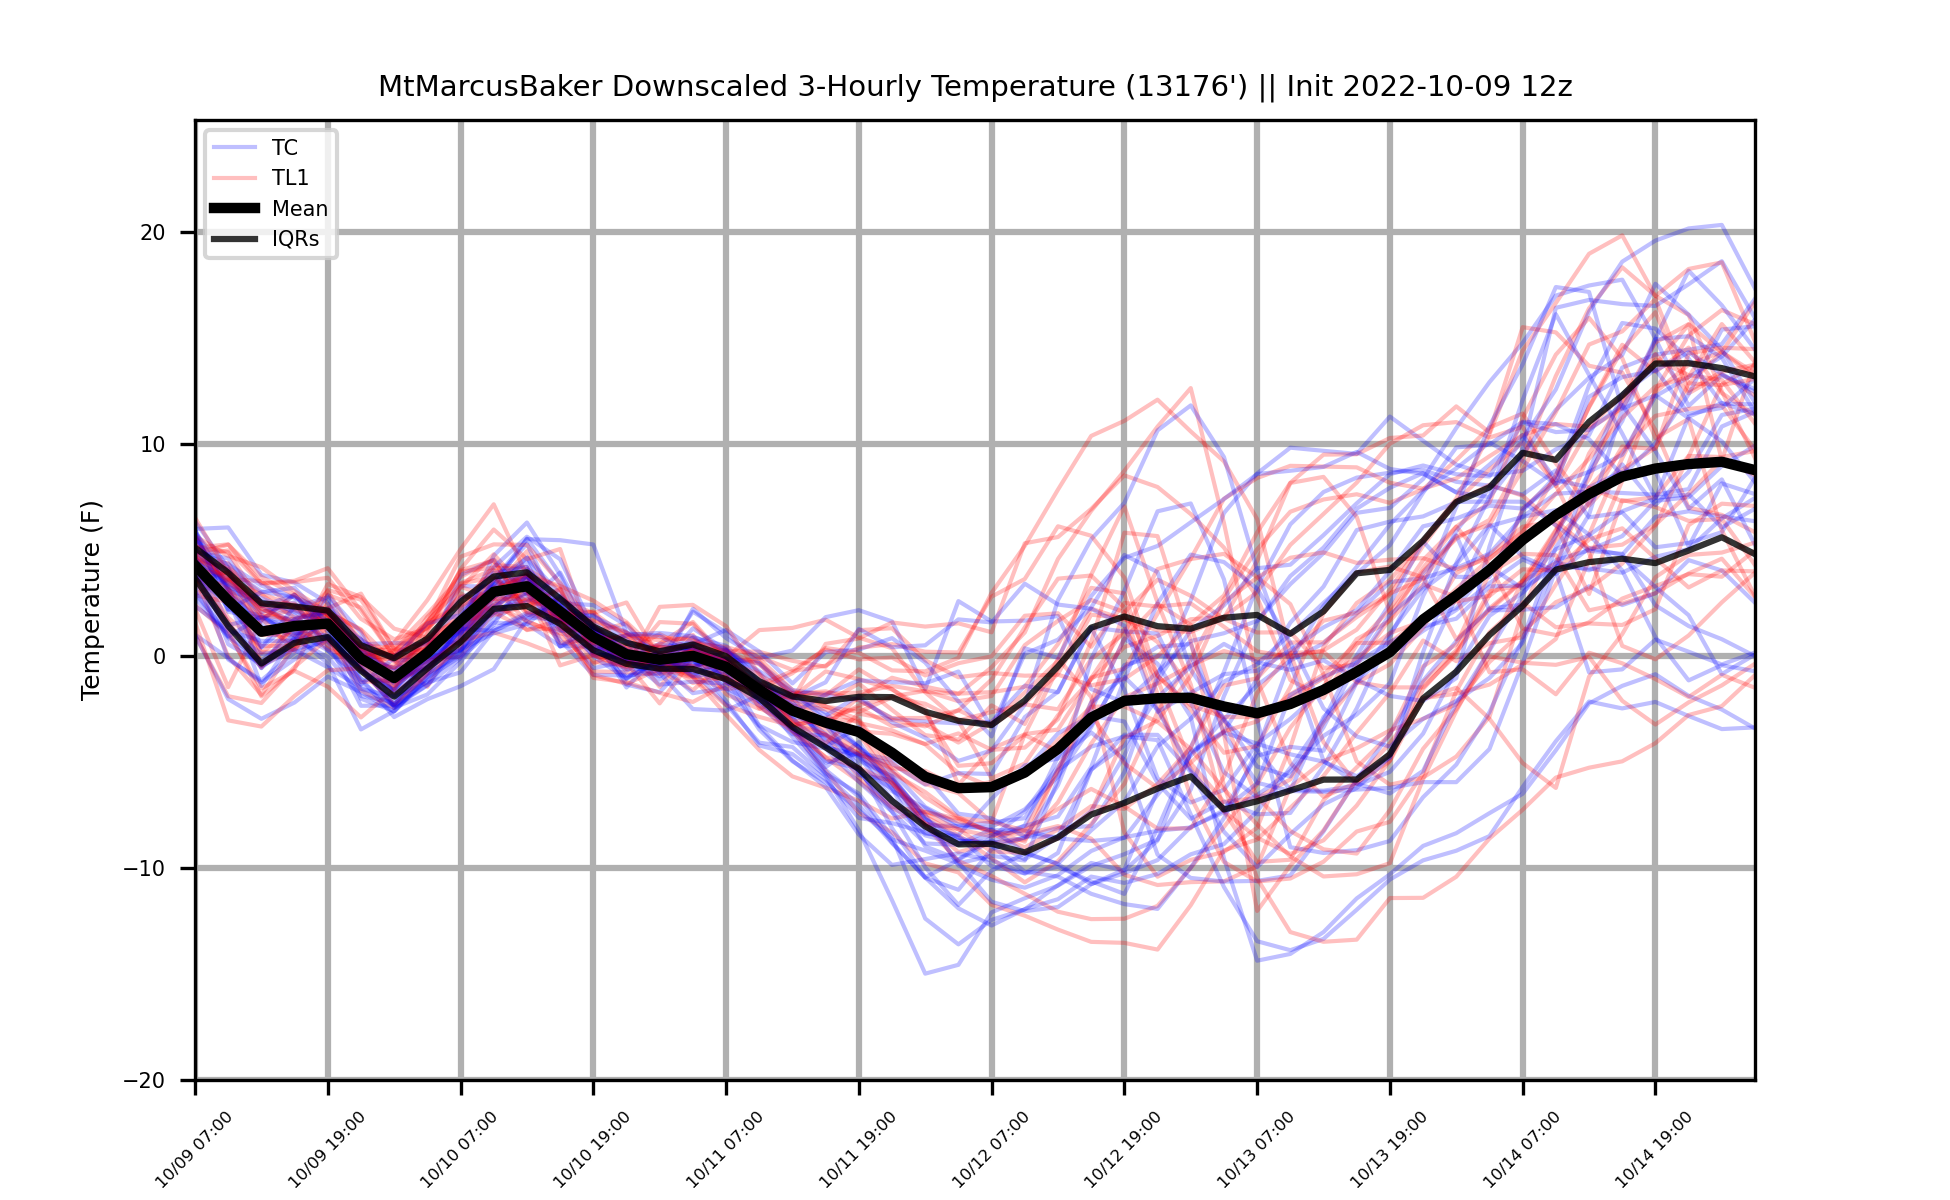 MtMarcusBaker Downscaled 3-Hourly Temperature (13176') || Init 2022-10-09 12z
TC
TL1
Mean
IQRs
Temperature (F)
20
10
0
−10
−20
10/09 07:00
10/09 19:00
10/10 07:00
10/10 19:00
10/11 07:00
10/11 19:00
10/12 07:00
10/12 19:00
10/13 07:00
10/13 19:00
10/14 07:00
10/14 19:00